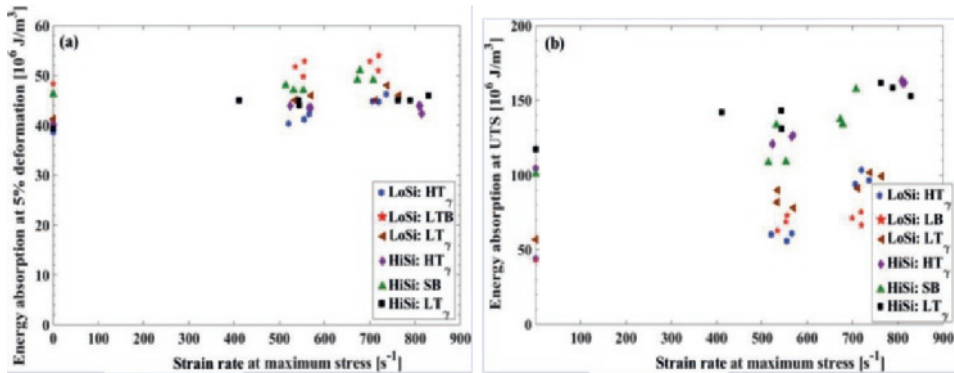 (a)
Energy absorption at 5% deformation [10⁶ J/m³]
60
50
40
30
20
10
0
0 100 200 300 400 500 600 700 800 900
Strain rate at maximum stress [s⁻¹]
LoSi: HTγ
LoSi: LTB
LoSi: LTγ
HiSi: HTγ
HiSi: SB
HiSi: LTγ
(b)
Energy absorption at UTS [10⁶ J/m³]
200
150
100
50
0
0 100 200 300 400 500 600 700 800 900
Strain rate at maximum stress [s⁻¹]
LoSi: HTγ
LoSi: LB
LoSi: LTγ
HiSi: HTγ
HiSi: SB
HiSi: LTγ